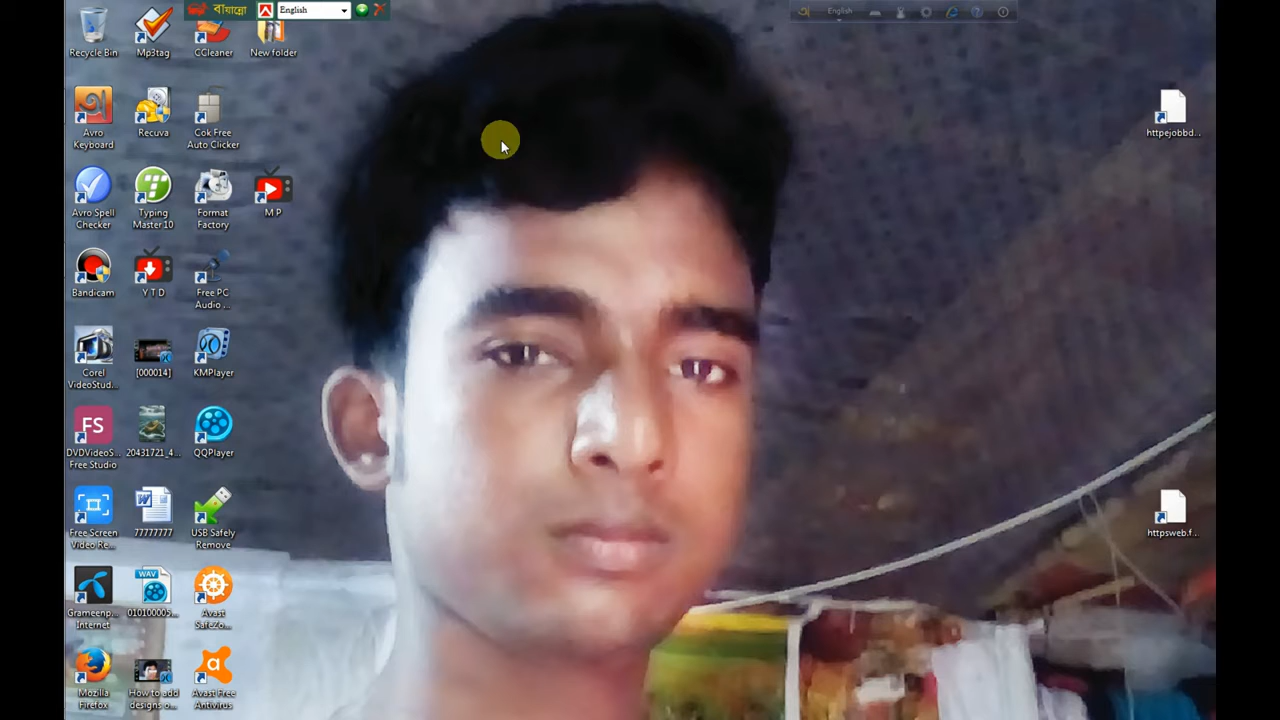 বায়ান্নো
English
English
Recycle Bin
Mp3tag
CCleaner
New folder
Avro
Keyboard
Recuva
Cok Free
Auto Clicker
Avro Spell
Checker
Typing
Master 10
Format
Factory
M P
Bandicam
Y T D
Free PC
Audio ...
Corel
VideoStud...
[000014]
KMPlayer
FS
DVDVideoS...
Free Studio
20431721_4...
QQPlayer
Free Screen
Video Re...
77777777
USB Safely
Remove
Grameenp...
Internet
WAV
010100005...
Avast
SafeZo...
Mozilla
Firefox
How to add
designs o...
Avast Free
Antivirus
httpejobbd...
httpsweb.f...